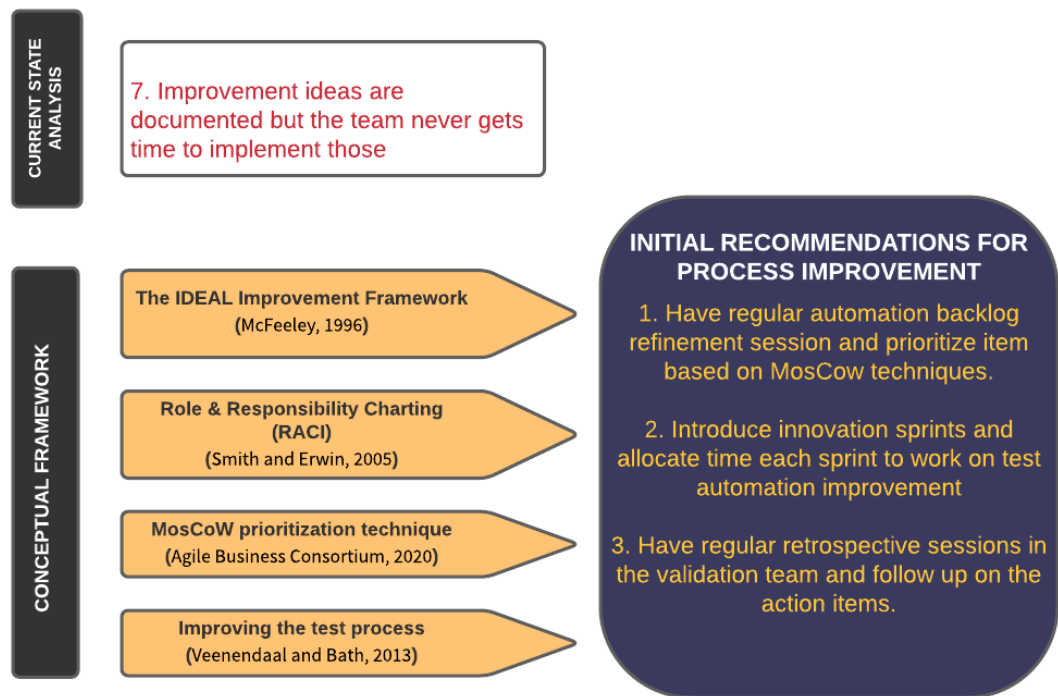 CURRENT STATE
ANALYSIS
7. Improvement ideas are
documented but the team never gets
time to implement those
CONCEPTUAL FRAMEWORK
The IDEAL Improvement Framework
(McFeeley, 1996)
Role & Responsibility Charting
(RACI)
(Smith and Erwin, 2005)
MosCoW prioritization technique
(Agile Business Consortium, 2020)
Improving the test process
(Veenendaal and Bath, 2013)
INITIAL RECOMMENDATIONS FOR
PROCESS IMPROVEMENT
1. Have regular automation backlog
refinement session and prioritize item
based on MosCow techniques.
2. Introduce innovation sprints and
allocate time each sprint to work on test
automation improvement
3. Have regular retrospective sessions in
the validation team and follow up on the
action items.